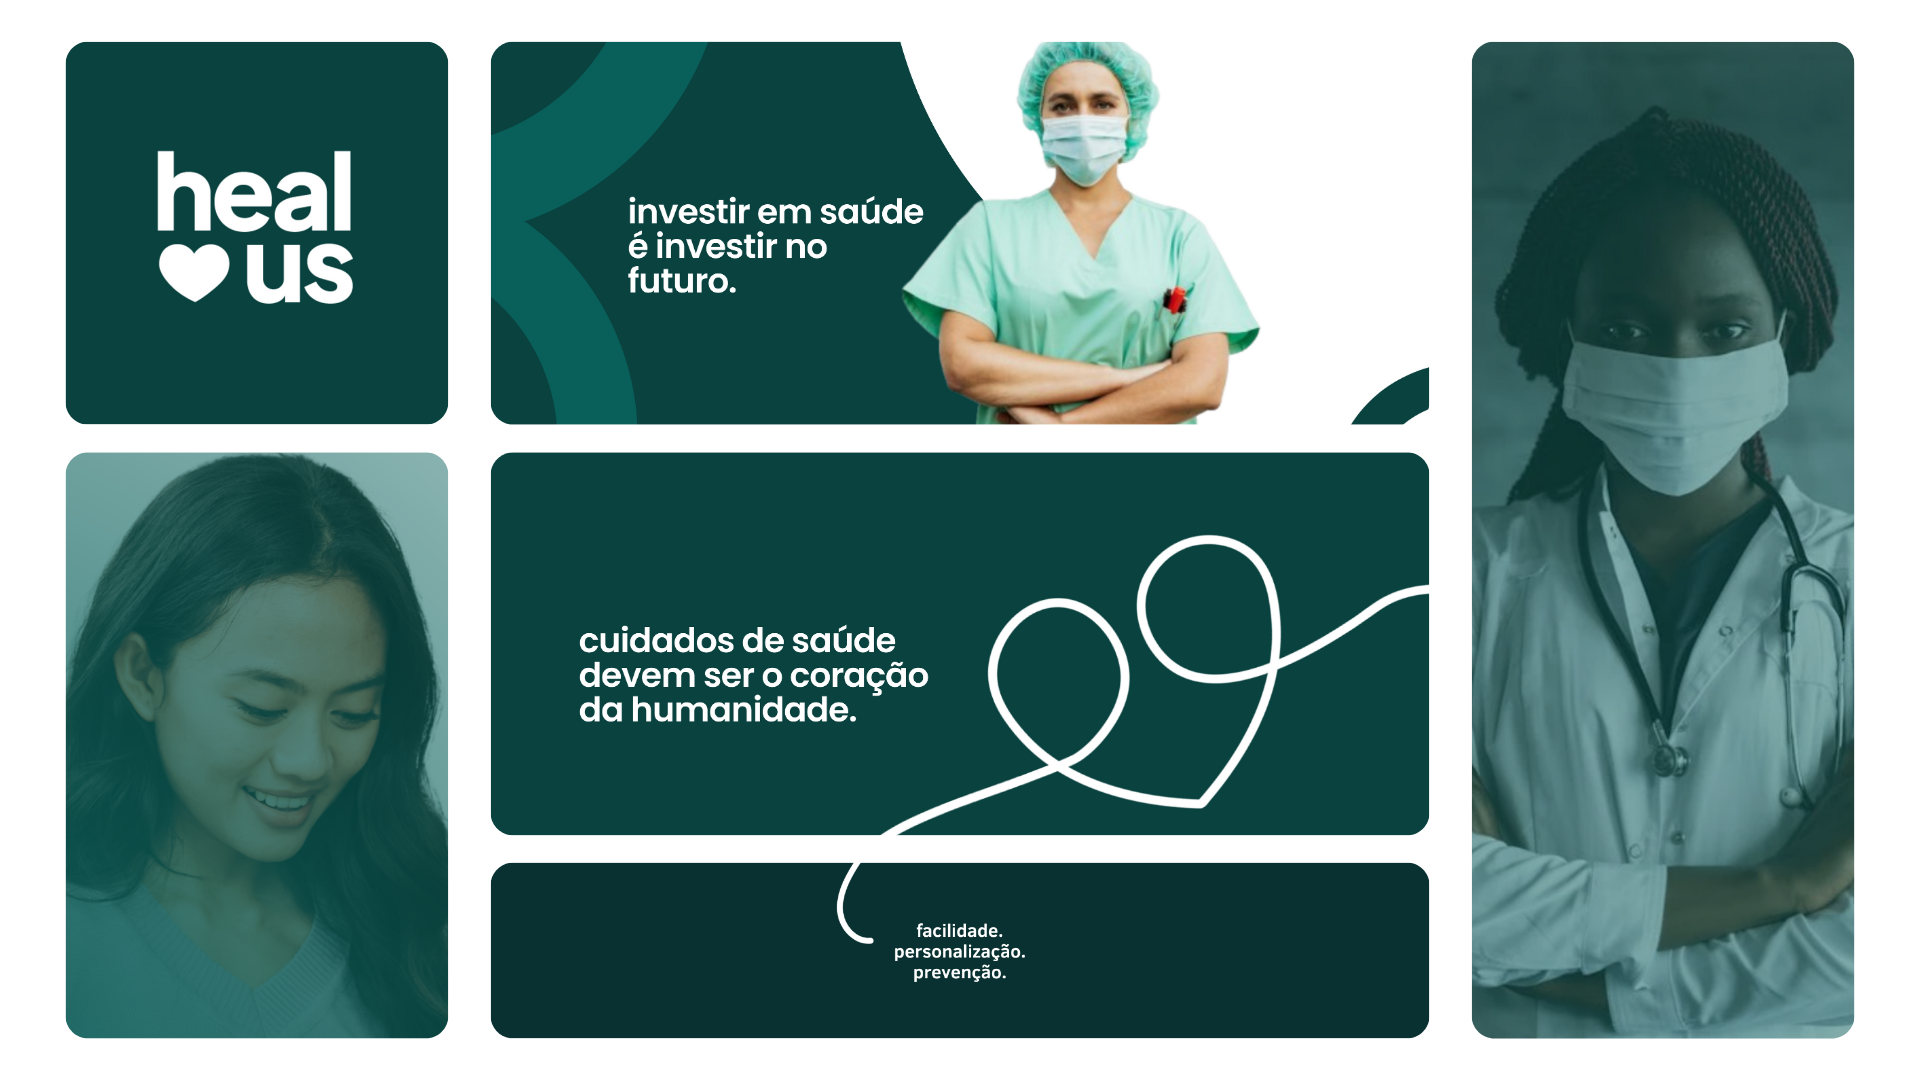 heal
us
investir em saúde
é investir no
futuro.
cuidados de saúde
devem ser o coração
da humanidade.
facilidade.
personalização.
prevenção.